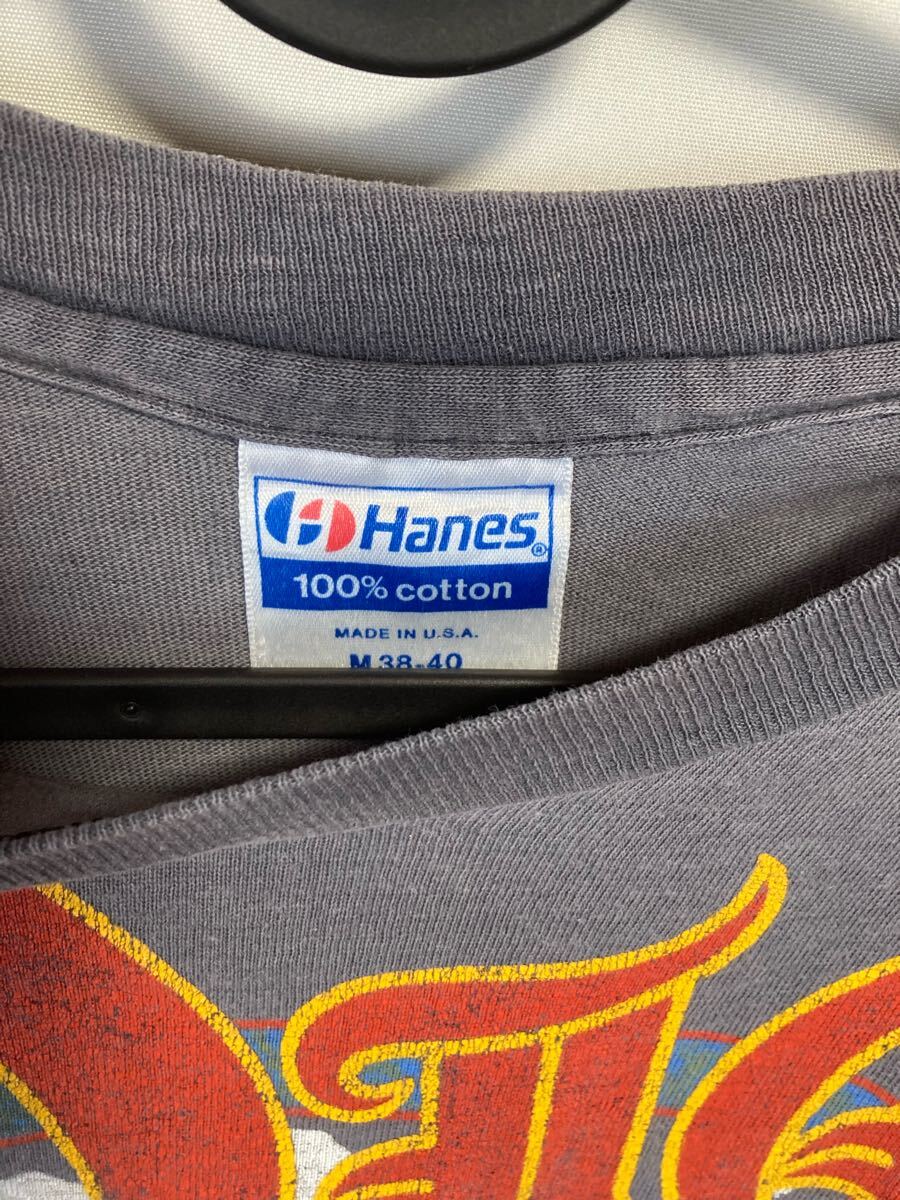 Hanes®
100% cotton
MADE IN U.S.A.
M 38-40